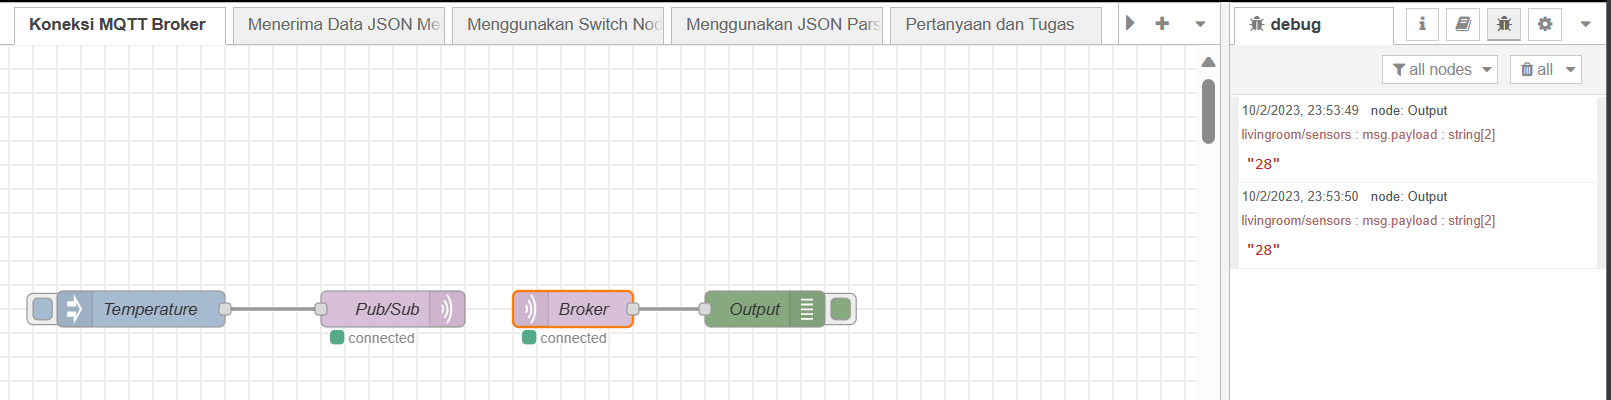 Koneksi MQTT Broker
Menerima Data JSON Me
Menggunakan Switch Nod
Menggunakan JSON Pars
Pertanyaan dan Tugas
debug
all nodes
all
10/2/2023, 23:53:49 node: Output
livingroom/sensors : msg.payload : string[2]
"28"
10/2/2023, 23:53:50 node: Output
livingroom/sensors : msg.payload : string[2]
"28"
Temperature
Pub/Sub
Broker
Output
connected
connected